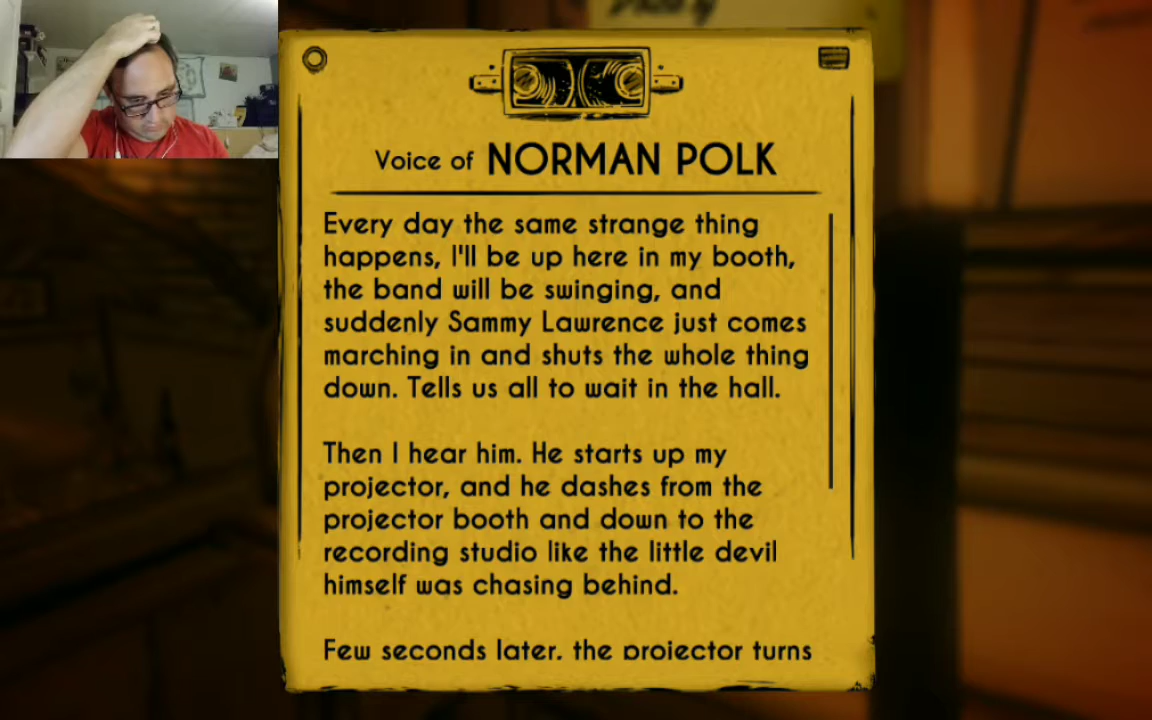 Voice of NORMAN POLK
Every day the same strange thing
happens, I'll be up here in my booth,
the band will be swinging, and
suddenly Sammy Lawrence just comes
marching in and shuts the whole thing
down. Tells us all to wait in the hall.
Then I hear him. He starts up my
projector, and he dashes from the
projector booth and down to the
recording studio like the little devil
himself was chasing behind.
Few seconds later, the projector turns